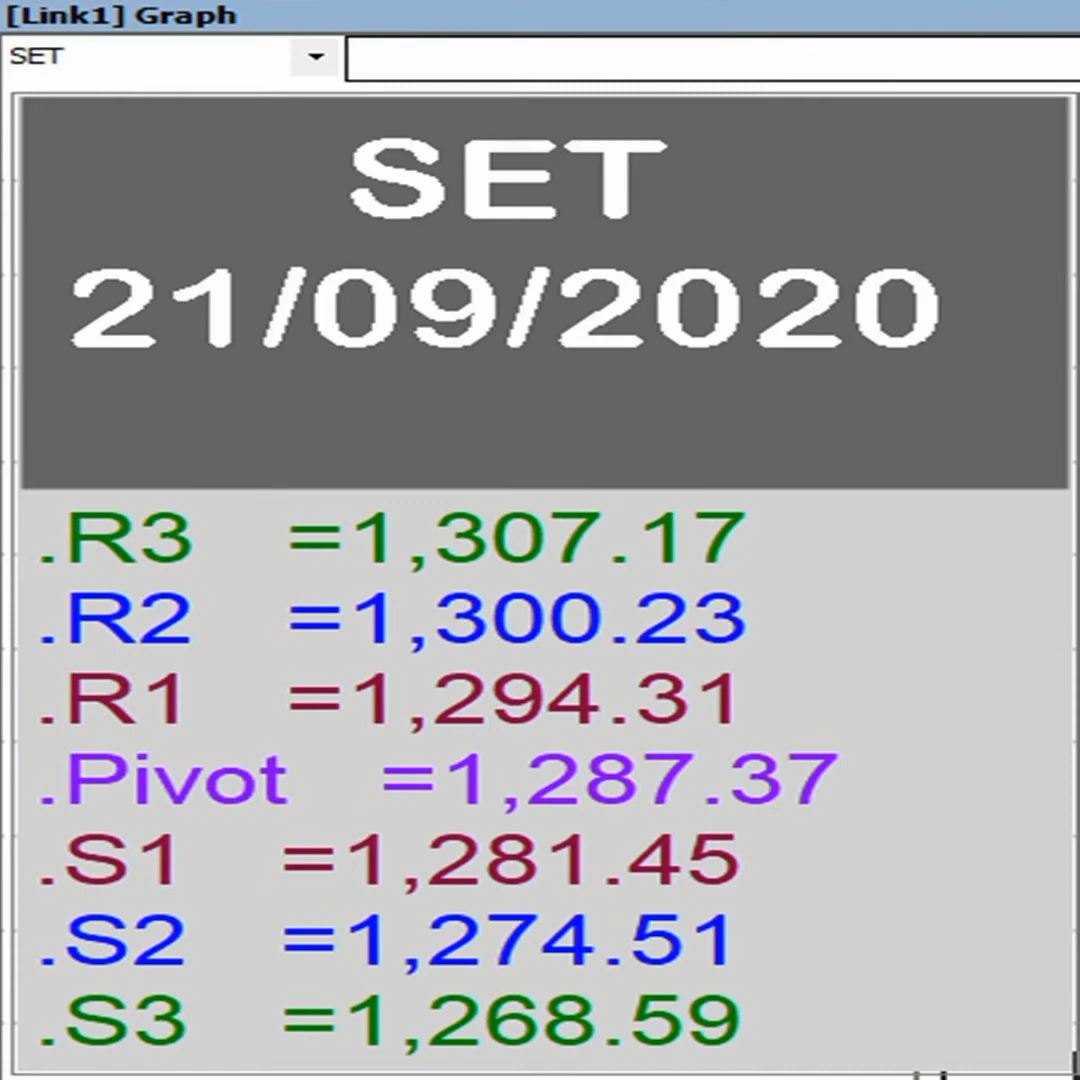 [Link1] Graph
SET
SET
21/09/2020
.R3 =1,307.17
.R2 =1,300.23
.R1 =1,294.31
.Pivot =1,287.37
.S1 =1,281.45
.S2 =1,274.51
.S3 =1,268.59